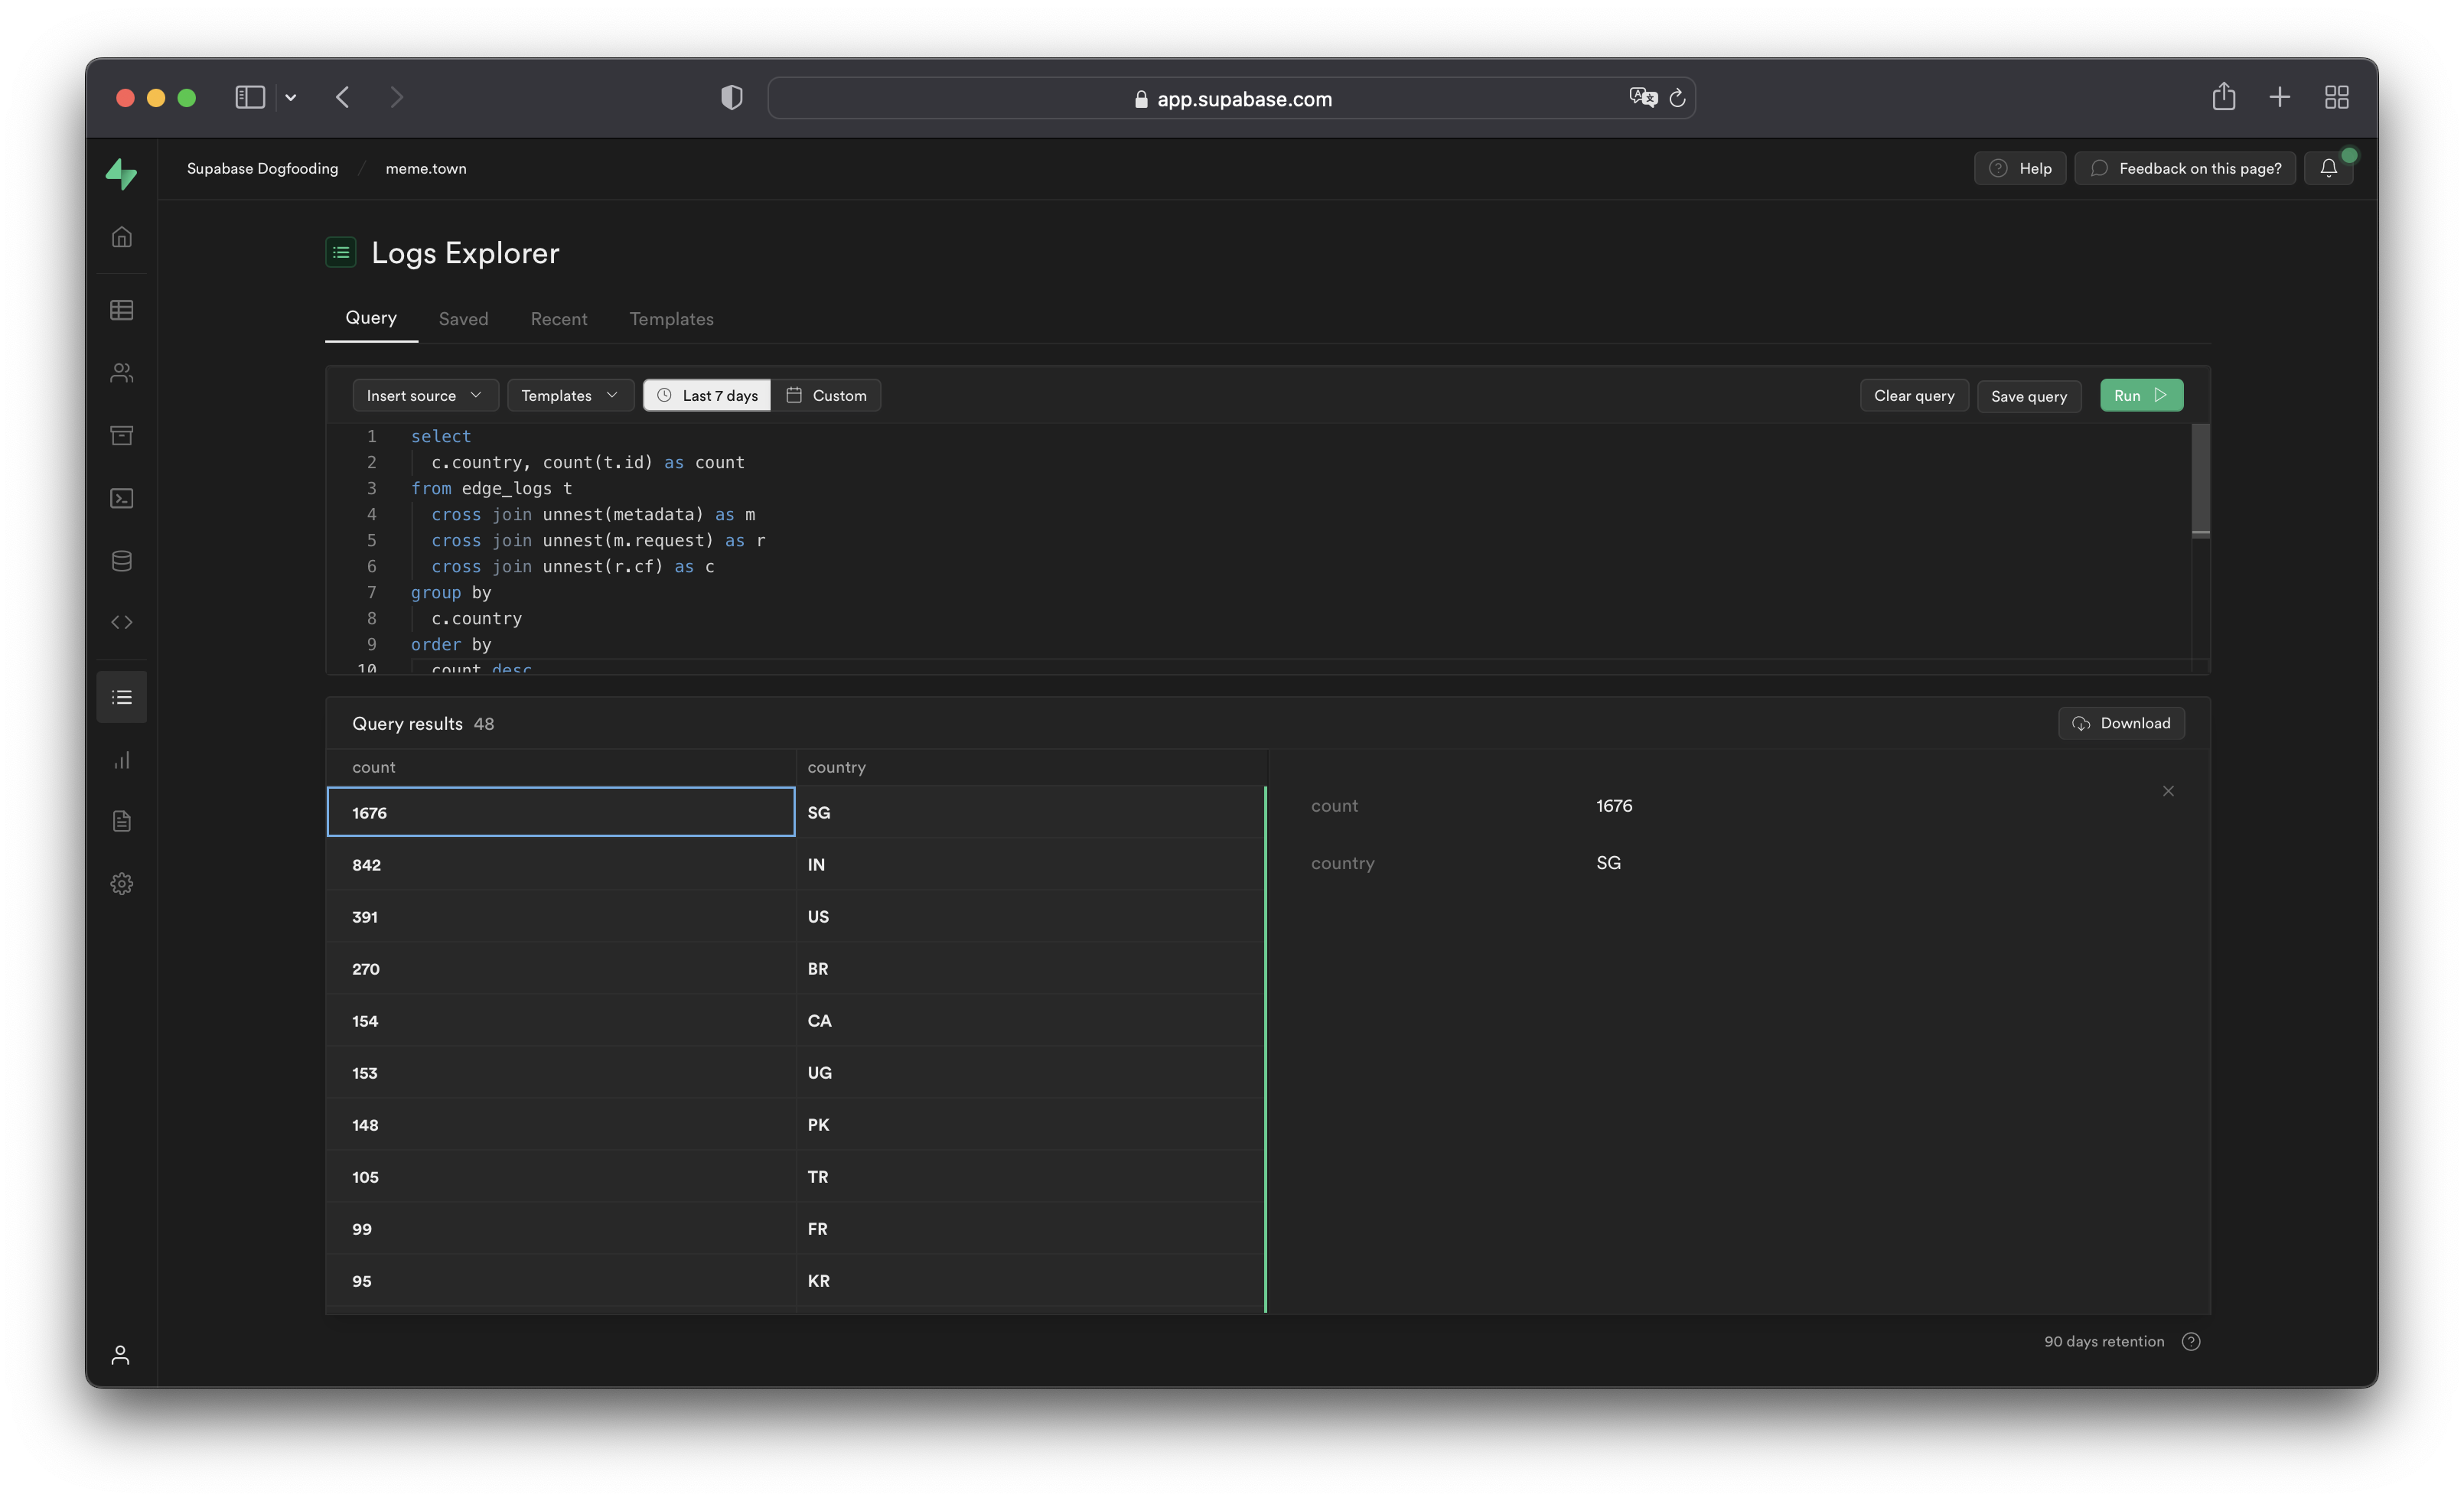 app.supabase.com
Supabase Dogfooding / meme.town
Help
Feedback on this page?
Logs Explorer
Query Saved Recent Templates
Insert source Templates Last 7 days Custom Clear query Save query Run
1 select
2 c.country, count(t.id) as count
3 from edge_logs t
4 cross join unnest(metadata) as m
5 cross join unnest(m.request) as r
6 cross join unnest(r.cf) as c
7 group by
8 c.country
9 order by
10 count desc
Query results 48 Download
count country
1676 SG
842 IN
391 US
270 BR
154 CA
153 UG
148 PK
105 TR
99 FR
95 KR
count 1676
country SG
90 days retention